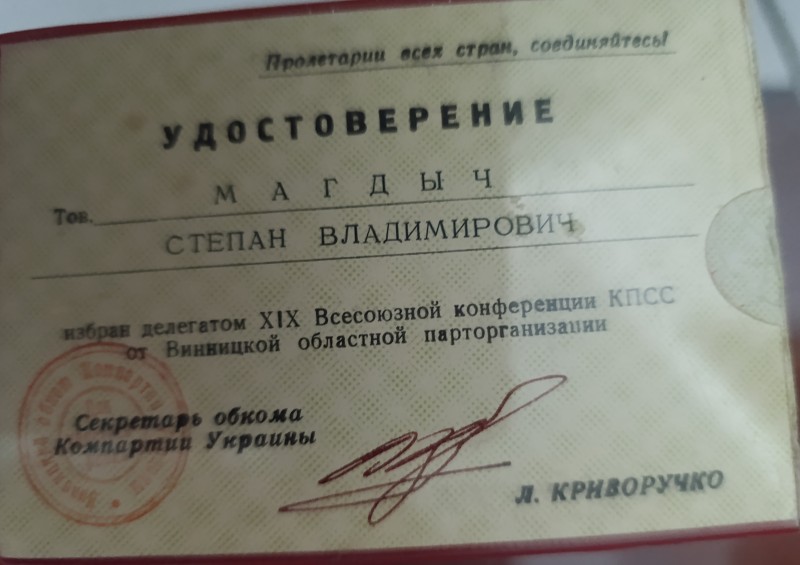 Пролетарии всех стран, соединяйтесь!
УДОСТОВЕРЕНИЕ
Тов. МАГДЫЧ
СТЕПАН ВЛАДИМИРОВИЧ
избран делегатом XIX Всесоюзной конференции КПСС
от Винницкой областной парторганизации
Секретарь обкома
Компартии Украины
Л. КРИВОРУЧКО